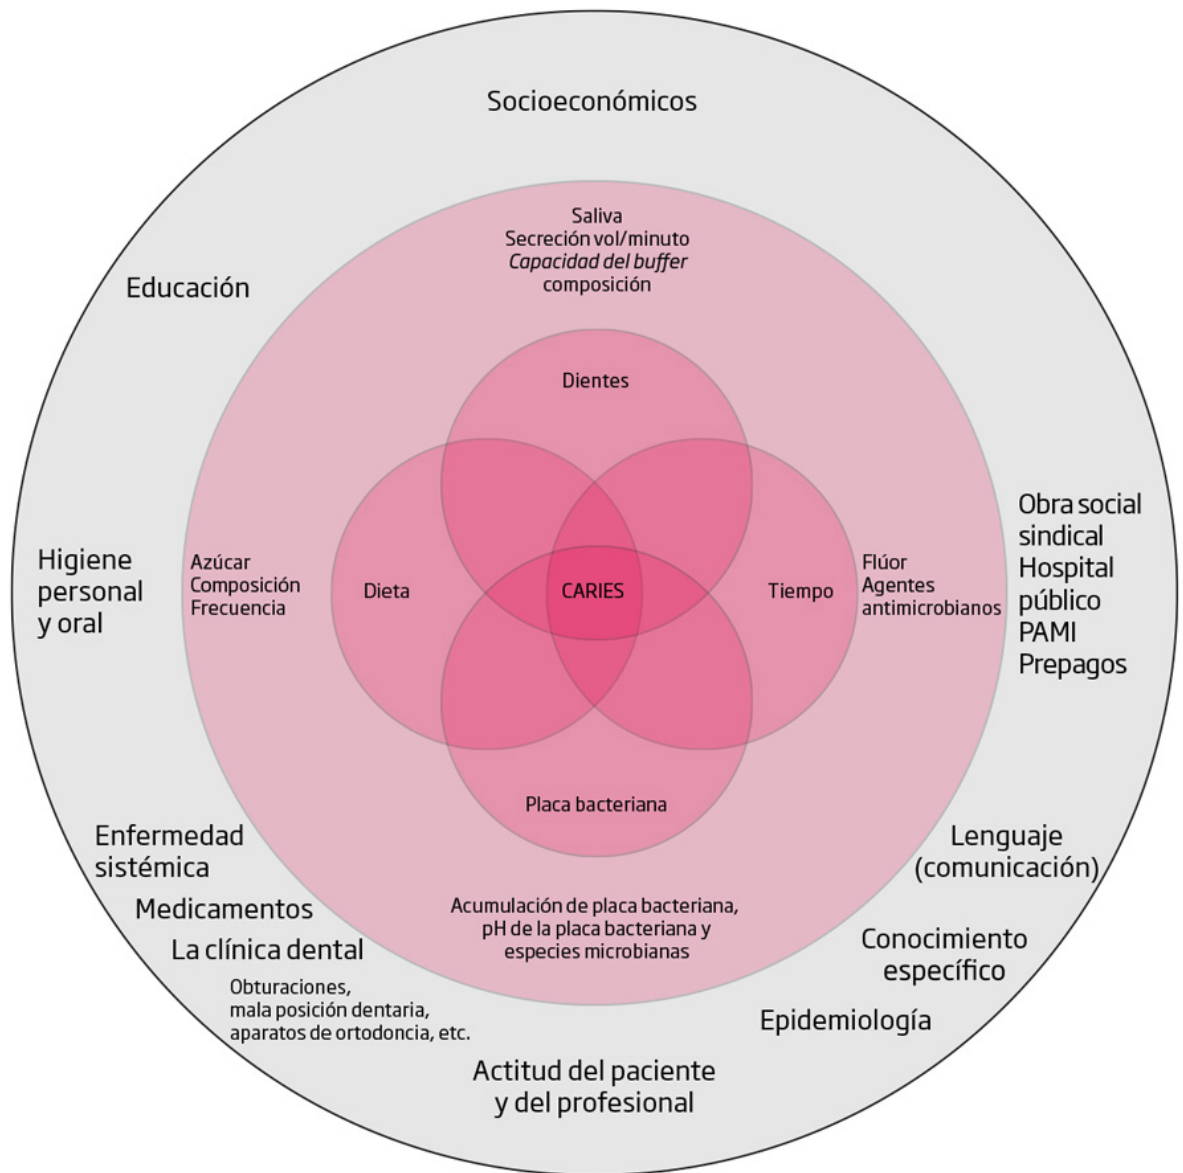 Socioeconómicos
Saliva
Secreción vol/minuto
Capacidad del buffer
composición
Educación
Dientes
Higiene
personal
y oral
Azúcar
Composición
Frecuencia
Dieta
CARIES
Tiempo
Flúor
Agentes
antimicrobianos
Obra social
sindical
Hospital
público
PAMI
Prepagos
Placa bacteriana
Enfermedad
sistémica
Medicamentos
La clínica dental
Obturaciones,
mala posición dentaria,
aparatos de ortodoncia, etc.
Acumulación de placa bacteriana,
pH de la placa bacteriana y
especies microbianas
Lenguaje
(comunicación)
Conocimiento
específico
Epidemiología
Actitud del paciente
y del profesional